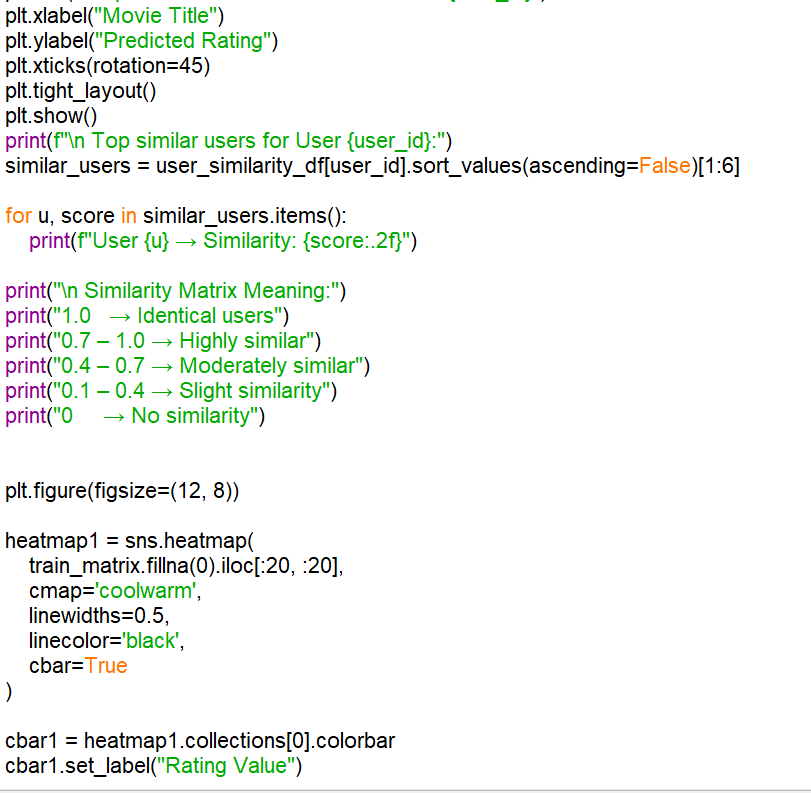 plt.xlabel("Movie Title")
plt.ylabel("Predicted Rating")
plt.xticks(rotation=45)
plt.tight_layout()
plt.show()
print(f"\n Top similar users for User {user_id}:")
similar_users = user_similarity_df[user_id].sort_values(ascending=False)[1:6]

for u, score in similar_users.items():
    print(f"User {u} → Similarity: {score:.2f}")

print("\n Similarity Matrix Meaning:")
print("1.0   → Identical users")
print("0.7 – 1.0 → Highly similar")
print("0.4 – 0.7 → Moderately similar")
print("0.1 – 0.4 → Slight similarity")
print("0     → No similarity")


plt.figure(figsize=(12, 8))

heatmap1 = sns.heatmap(
    train_matrix.fillna(0).iloc[:20, :20],
    cmap='coolwarm',
    linewidths=0.5,
    linecolor='black',
    cbar=True
)

cbar1 = heatmap1.collections[0].colorbar
cbar1.set_label("Rating Value")